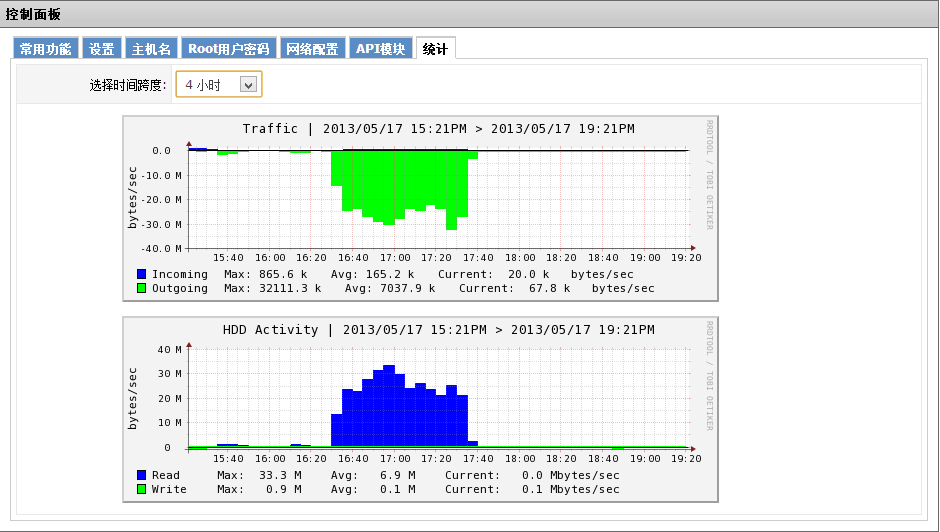 控制面板
常用功能 设置 主机名 Root用户密码 网络配置 API模块 统计
选择时间跨度: 4 小时
Traffic | 2013/05/17 15:21PM > 2013/05/17 19:21PM
RRDTOOL / TOBI OETIKER
bytes/sec
0.0
-10.0 M
-20.0 M
-30.0 M
-40.0 M
15:40 16:00 16:20 16:40 17:00 17:20 17:40 18:00 18:20 18:40 19:00 19:20
Incoming Max: 865.6 k Avg: 165.2 k Current: 20.0 k bytes/sec
Outgoing Max: 32111.3 k Avg: 7037.9 k Current: 67.8 k bytes/sec
HDD Activity | 2013/05/17 15:21PM > 2013/05/17 19:21PM
RRDTOOL / TOBI OETIKER
bytes/sec
40 M
30 M
20 M
10 M
0
15:40 16:00 16:20 16:40 17:00 17:20 17:40 18:00 18:20 18:40 19:00 19:20
Read Max: 33.3 M Avg: 6.9 M Current: 0.0 Mbytes/sec
Write Max: 0.9 M Avg: 0.1 M Current: 0.1 Mbytes/sec